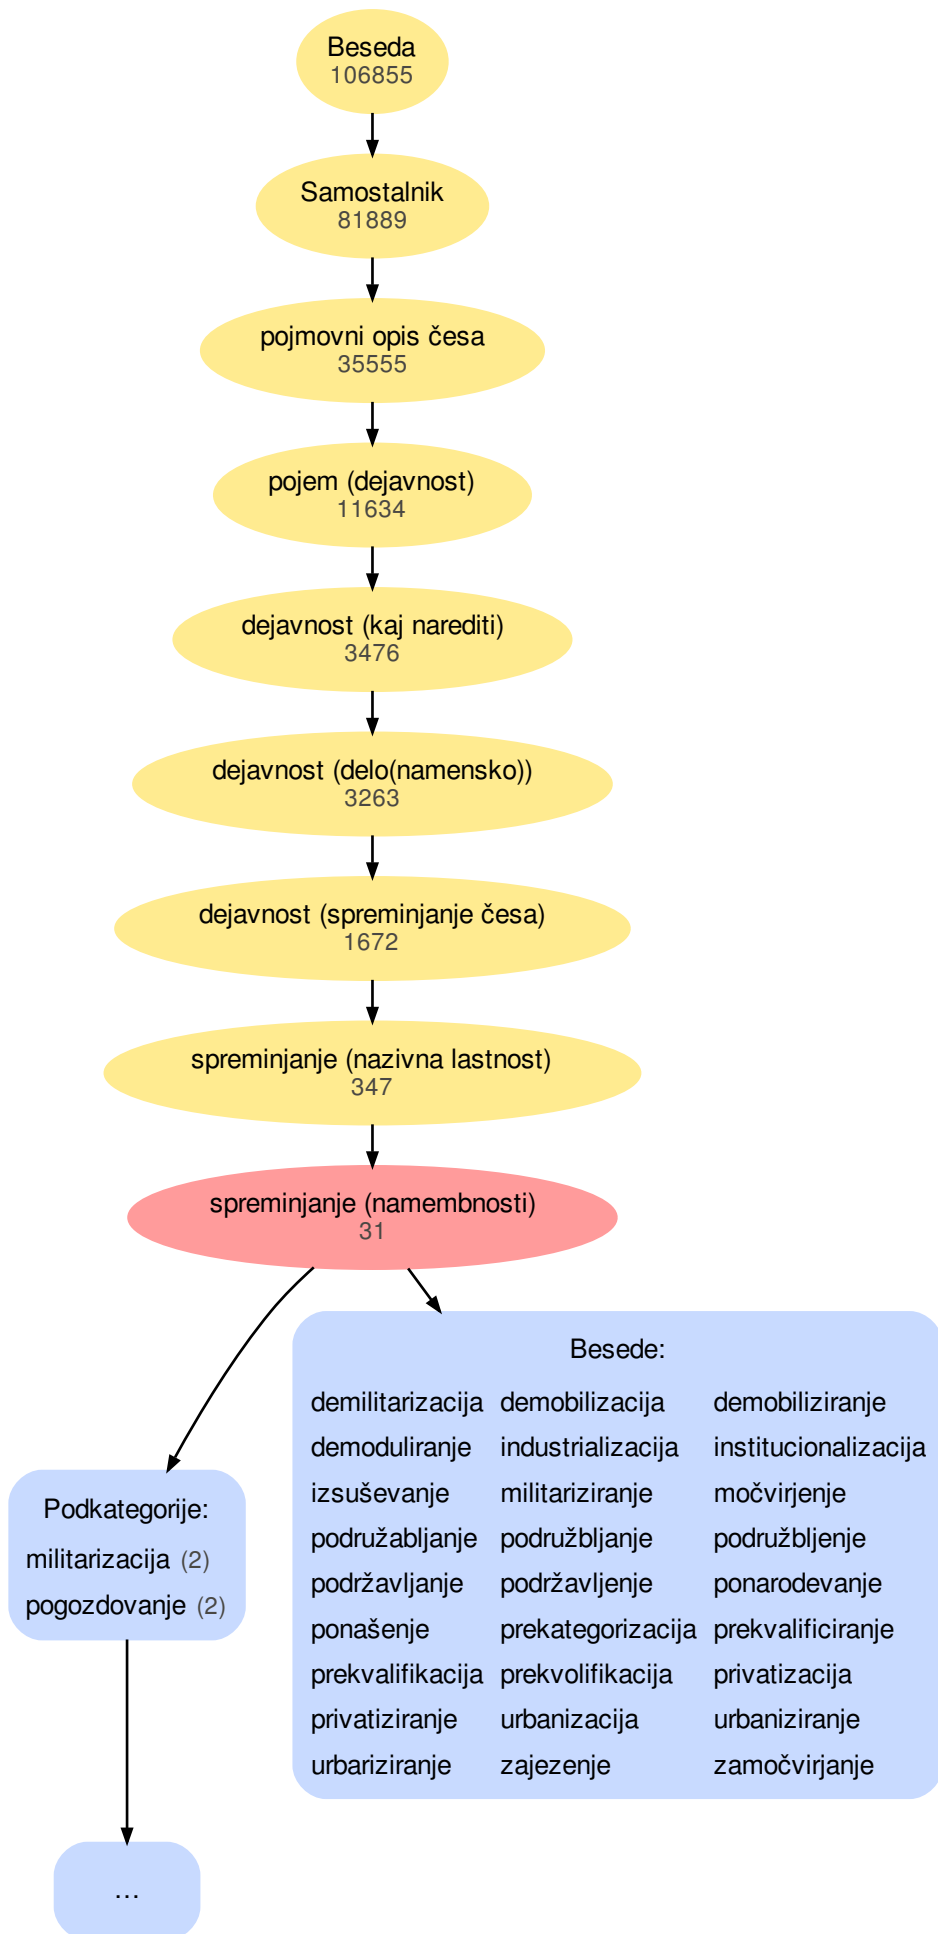 Beseda
106855
Samostalnik
81889
pojmovni opis česa
35555
pojem (dejavnost)
11634
dejavnost (kaj narediti)
3476
dejavnost (delo(namensko))
3263
dejavnost (spreminjanje česa)
1672
spreminjanje (nazivna lastnost)
347
spreminjanje (namembnosti)
31
Besede:
demilitarizacija demobilizacija demobiliziranje
demoduliranje industrializacija institucionalizacija
izsuševanje militariziranje močvirjenje
podružabljanje podružbljanje podružbljenje
podržavljanje podržavljenje ponarodevanje
ponašenje prekategorizacija prekvalificiranje
prekvalifikacija prekvolifikacija privatizacija
privatiziranje urbanizacija urbaniziranje
urbariziranje zajezenje zamočvirjanje
Podkategorije:
militarizacija (2)
pogozdovanje (2)
...